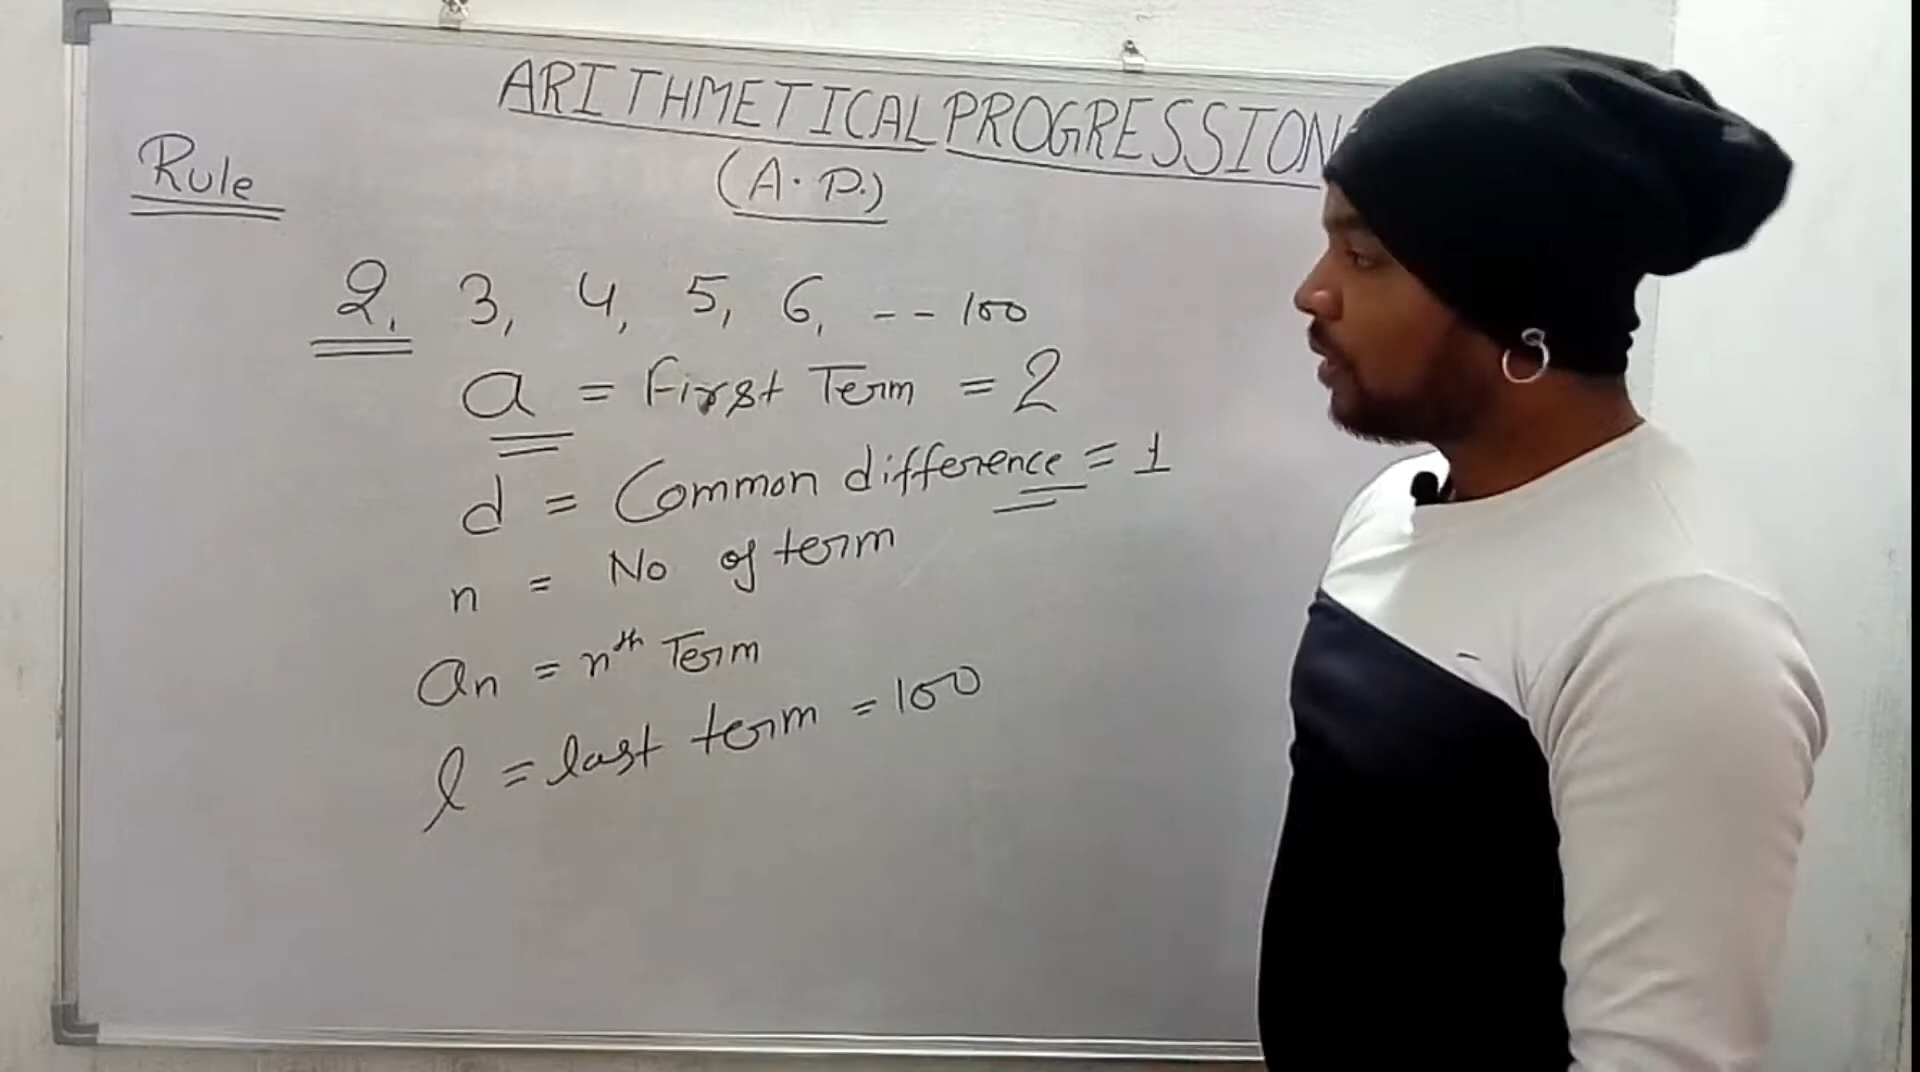 ARITHMETICAL PROGRESSION
(A.P.)
Rule
2, 3, 4, 5, 6, -- 100
a = First Term = 2
d = Common difference = 1
n = No of term
an = nth Term
l = last term = 100